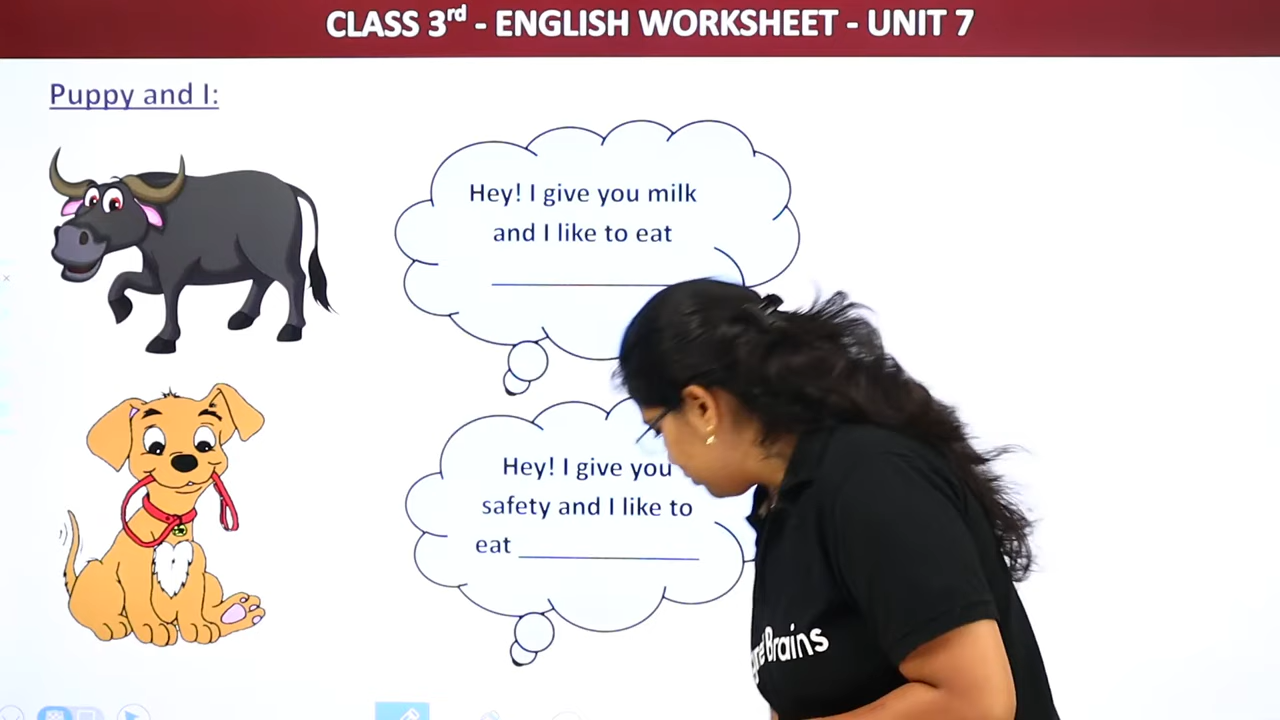 CLASS 3rd - ENGLISH WORKSHEET - UNIT 7
Puppy and I:
Hey! I give you milk
and I like to eat
Hey! I give you
safety and I like to
eat
Brains